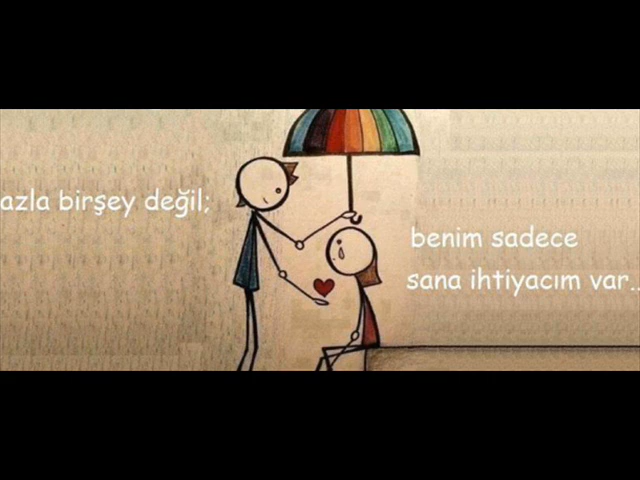 azla birşey değil;
benim sadece
sana ihtiyacım var..